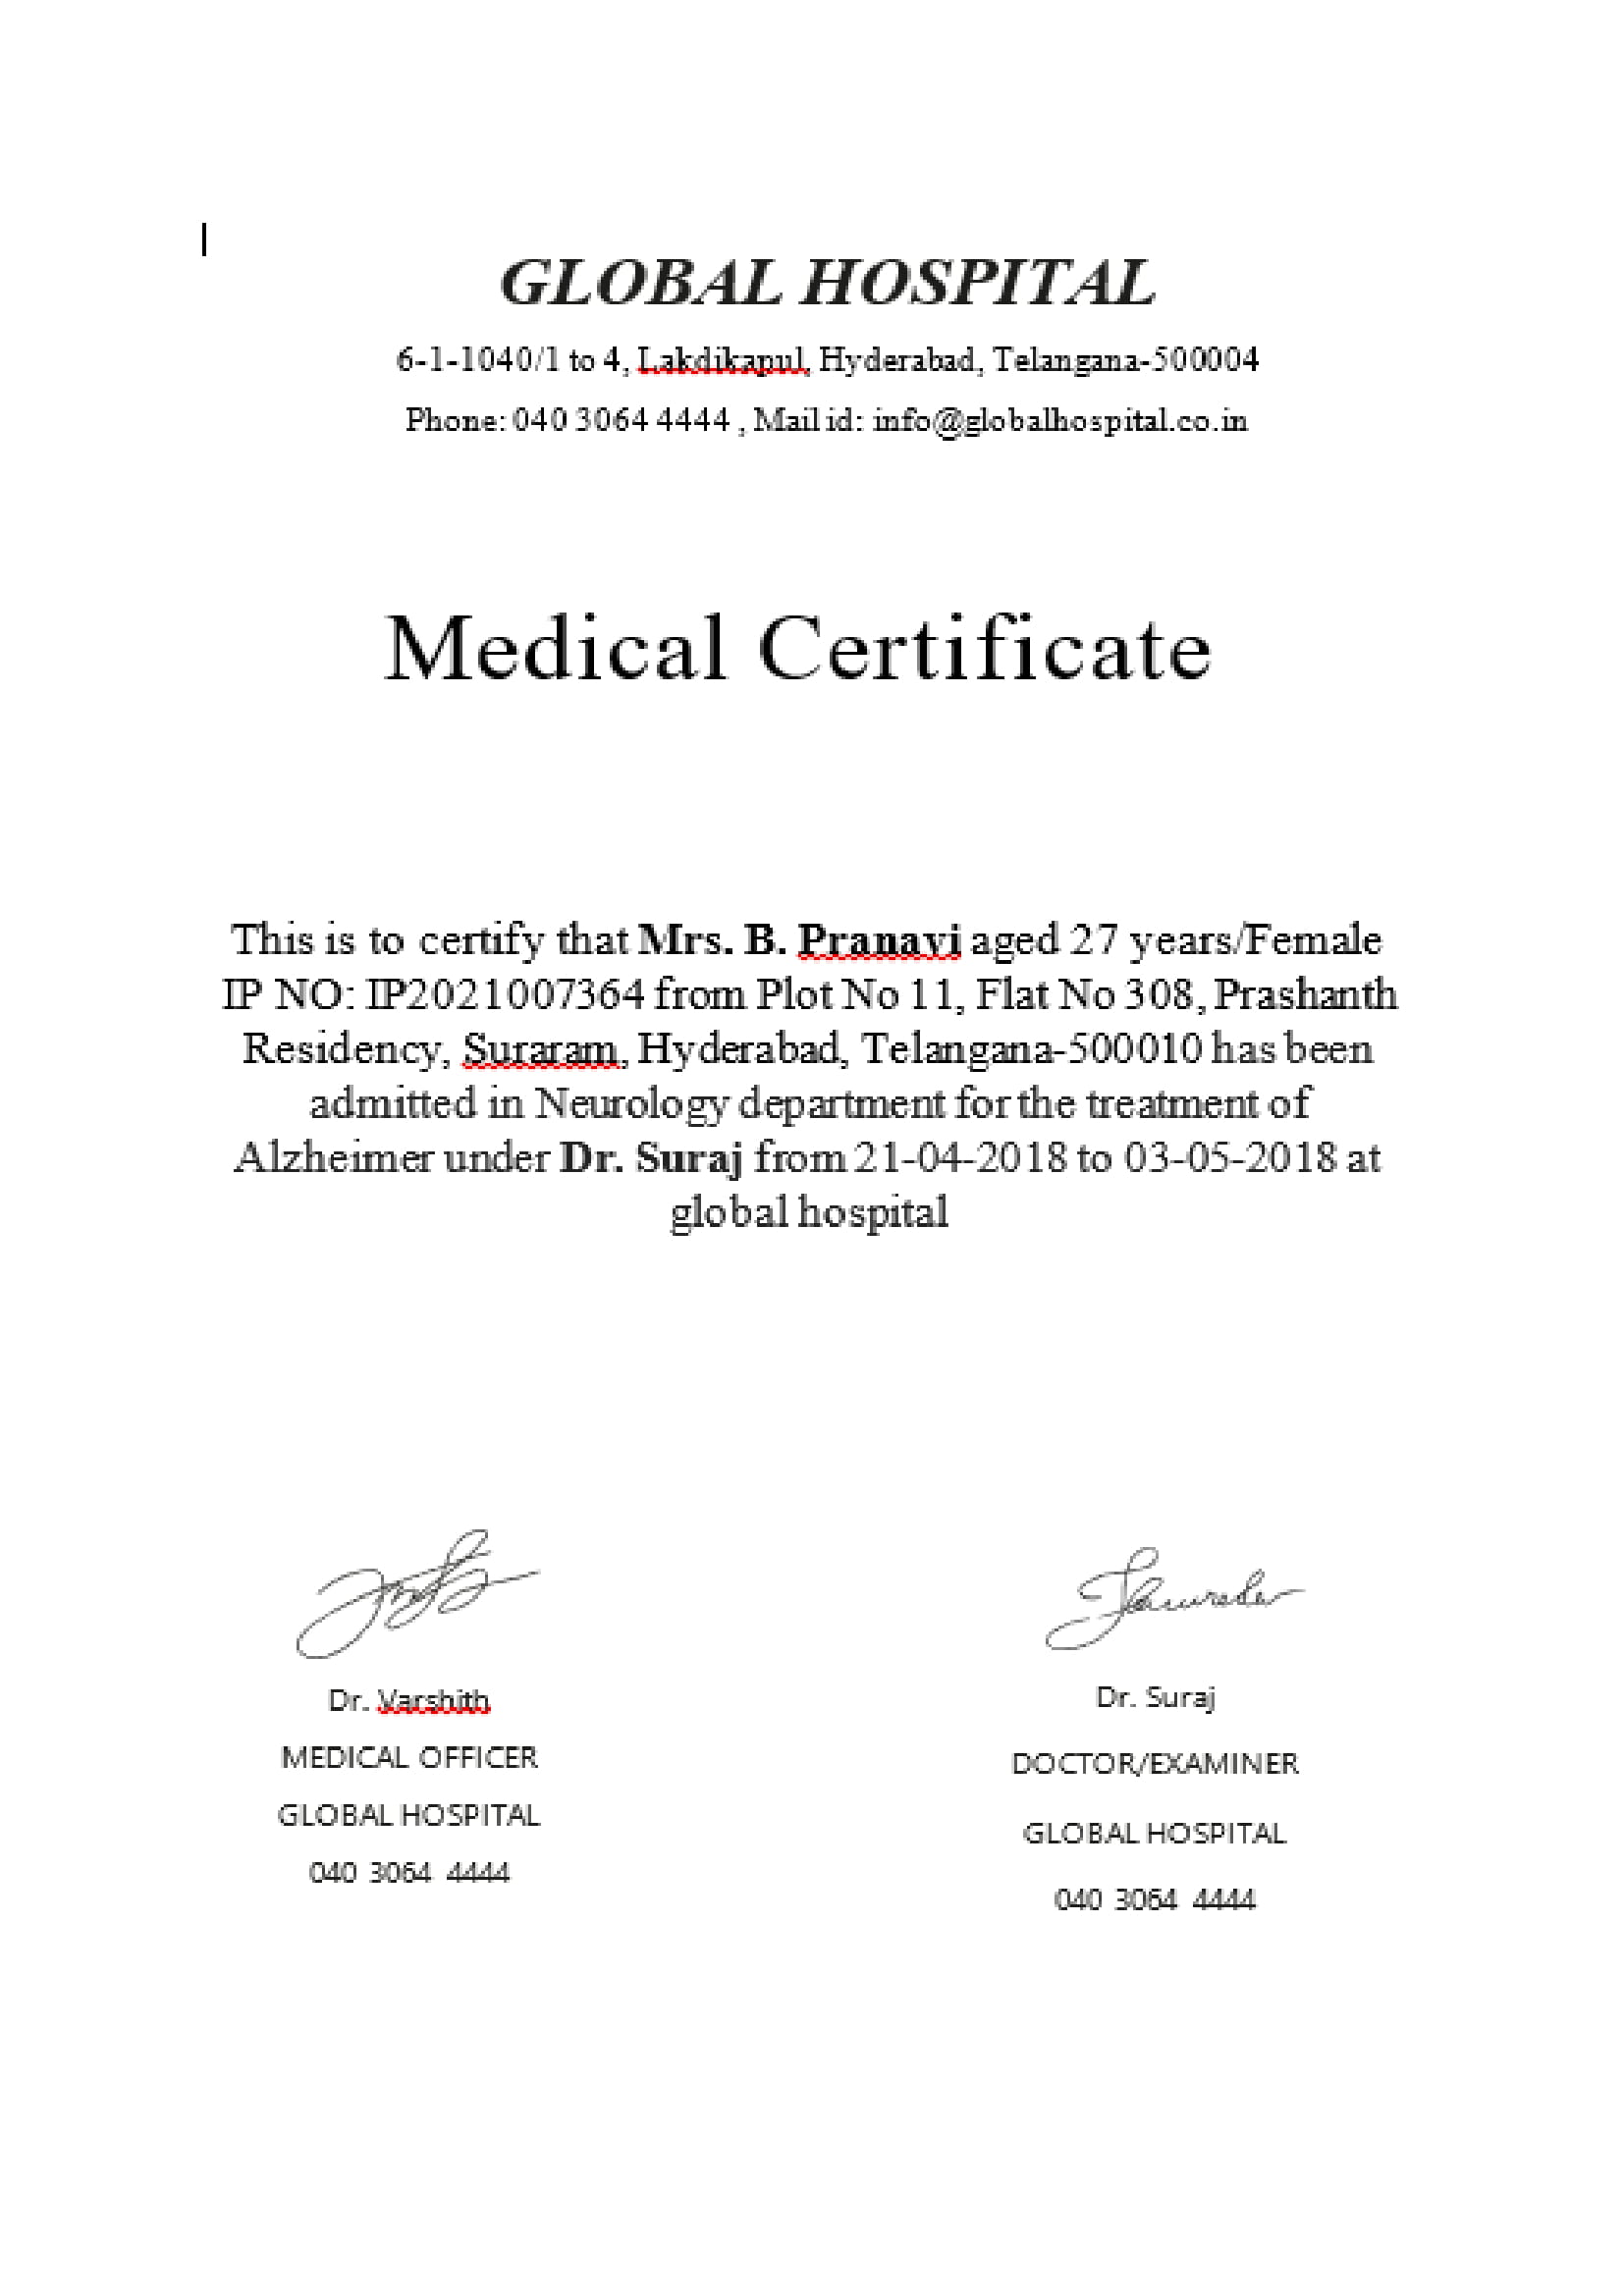 GLOBAL HOSPITAL
6-1-1040/1 to 4, Lakdikapul, Hyderabad, Telangana-500004
Phone: 040 3064 4444 , Mail id: info@globalhospital.co.in
Medical Certificate
This is to certify that Mrs. B. Pranavi aged 27 years/Female
IP NO: IP2021007364 from Plot No 11, Flat No 308, Prashanth
Residency, Suraram, Hyderabad, Telangana-500010 has been
admitted in Neurology department for the treatment of
Alzheimer under Dr. Suraj from 21-04-2018 to 03-05-2018 at
global hospital
Dr. Varshith
MEDICAL OFFICER
GLOBAL HOSPITAL
040 3064 4444
Dr. Suraj
DOCTOR/EXAMINER
GLOBAL HOSPITAL
040 3064 4444